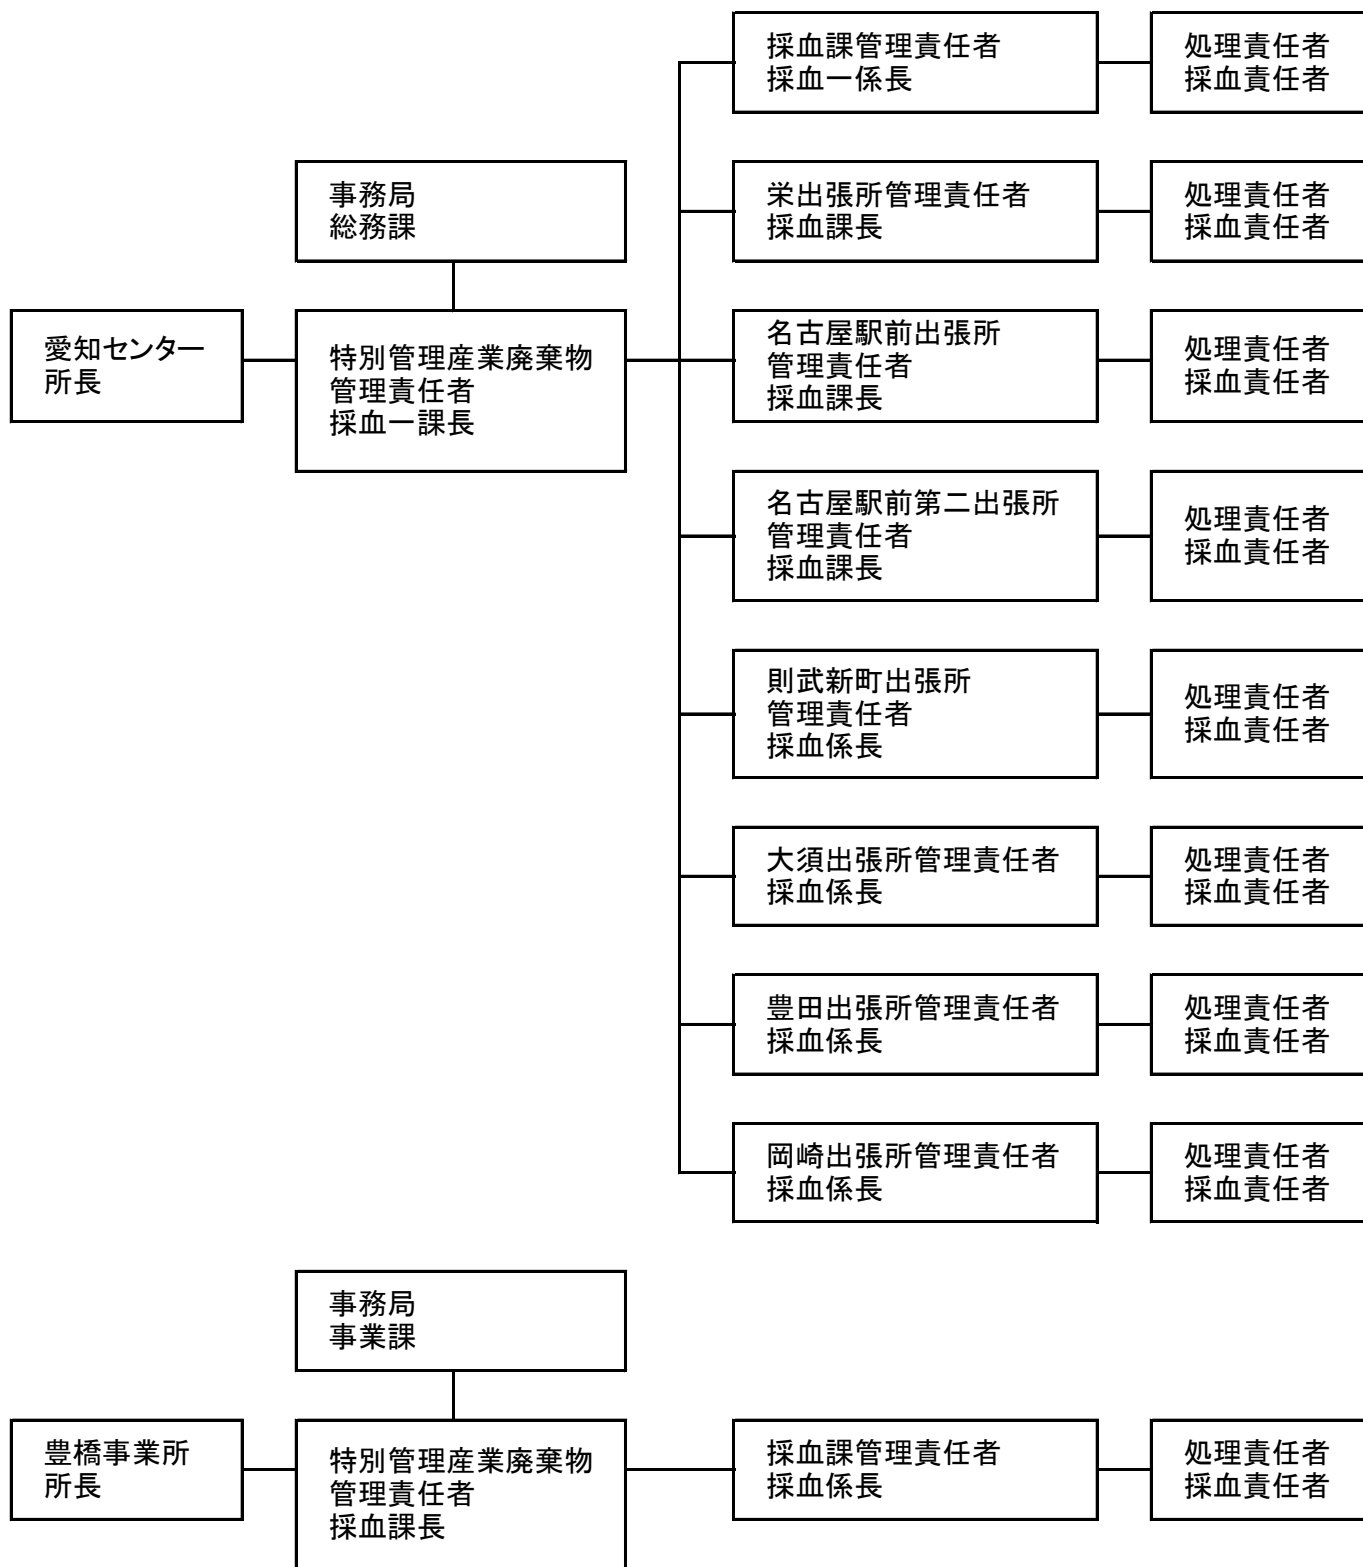 採血課管理責任者
採血一係長
処理責任者
採血責任者
事務局
総務課
栄出張所管理責任者
採血課長
処理責任者
採血責任者
愛知センター
所長
特別管理産業廃棄物
管理責任者
採血一課長
名古屋駅前出張所
管理責任者
採血課長
処理責任者
採血責任者
名古屋駅前第二出張所
管理責任者
採血課長
処理責任者
採血責任者
則武新町出張所
管理責任者
採血係長
処理責任者
採血責任者
大須出張所管理責任者
採血係長
処理責任者
採血責任者
豊田出張所管理責任者
採血係長
処理責任者
採血責任者
岡崎出張所管理責任者
採血係長
処理責任者
採血責任者
事務局
事業課
豊橋事業所
所長
特別管理産業廃棄物
管理責任者
採血課長
採血課管理責任者
採血係長
処理責任者
採血責任者